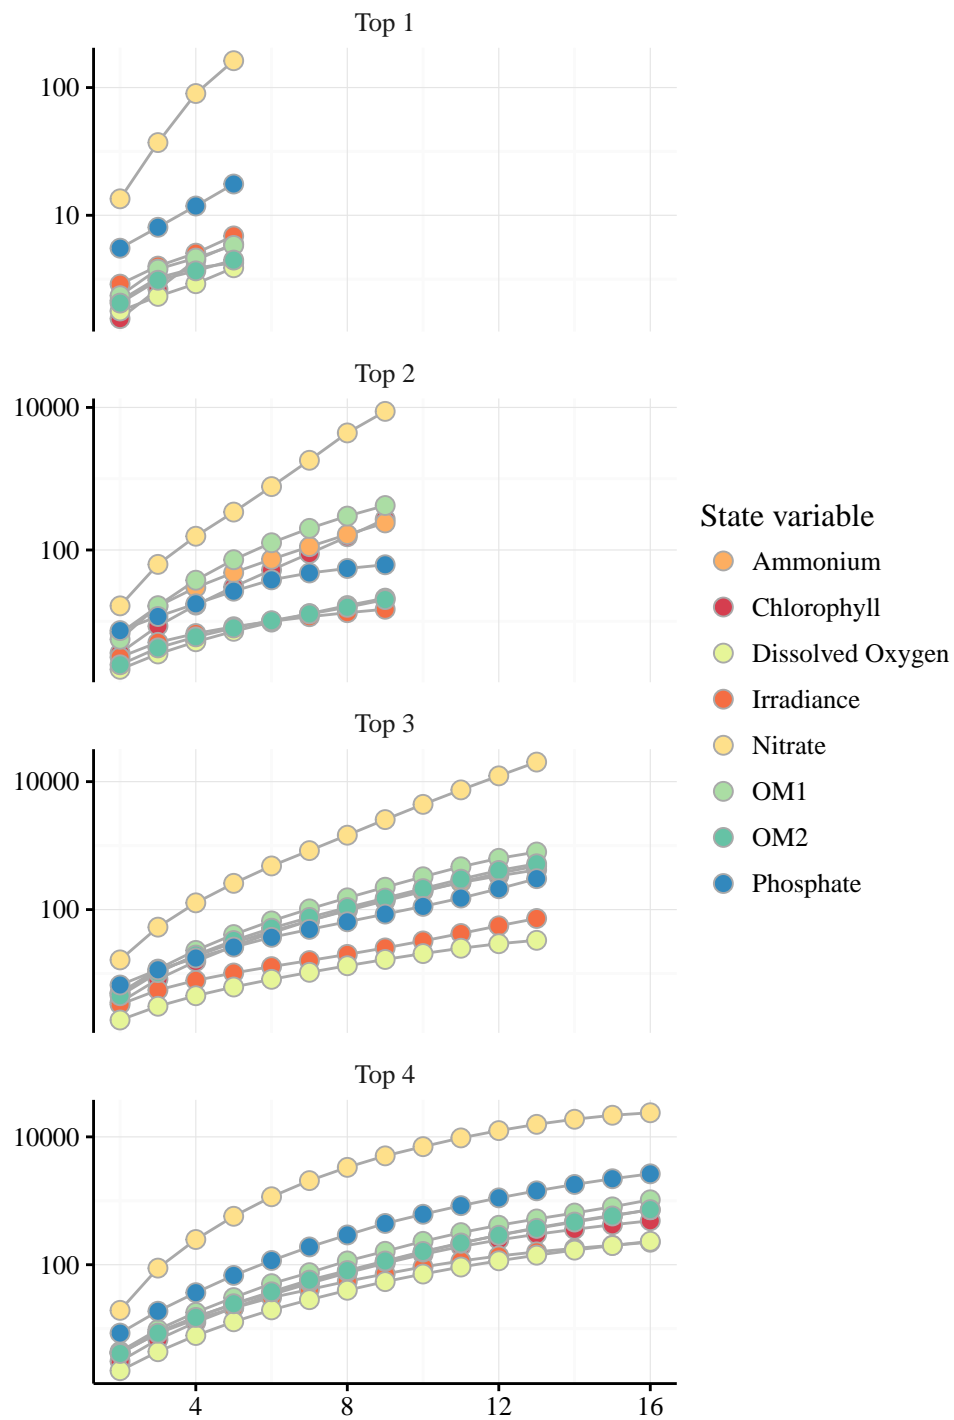 Top 1
100
10
Top 2
10000
100
Top 3
10000
100
Top 4
10000
100
4 8 12 16
State variable
Ammonium
Chlorophyll
Dissolved Oxygen
Irradiance
Nitrate
OM1
OM2
Phosphate